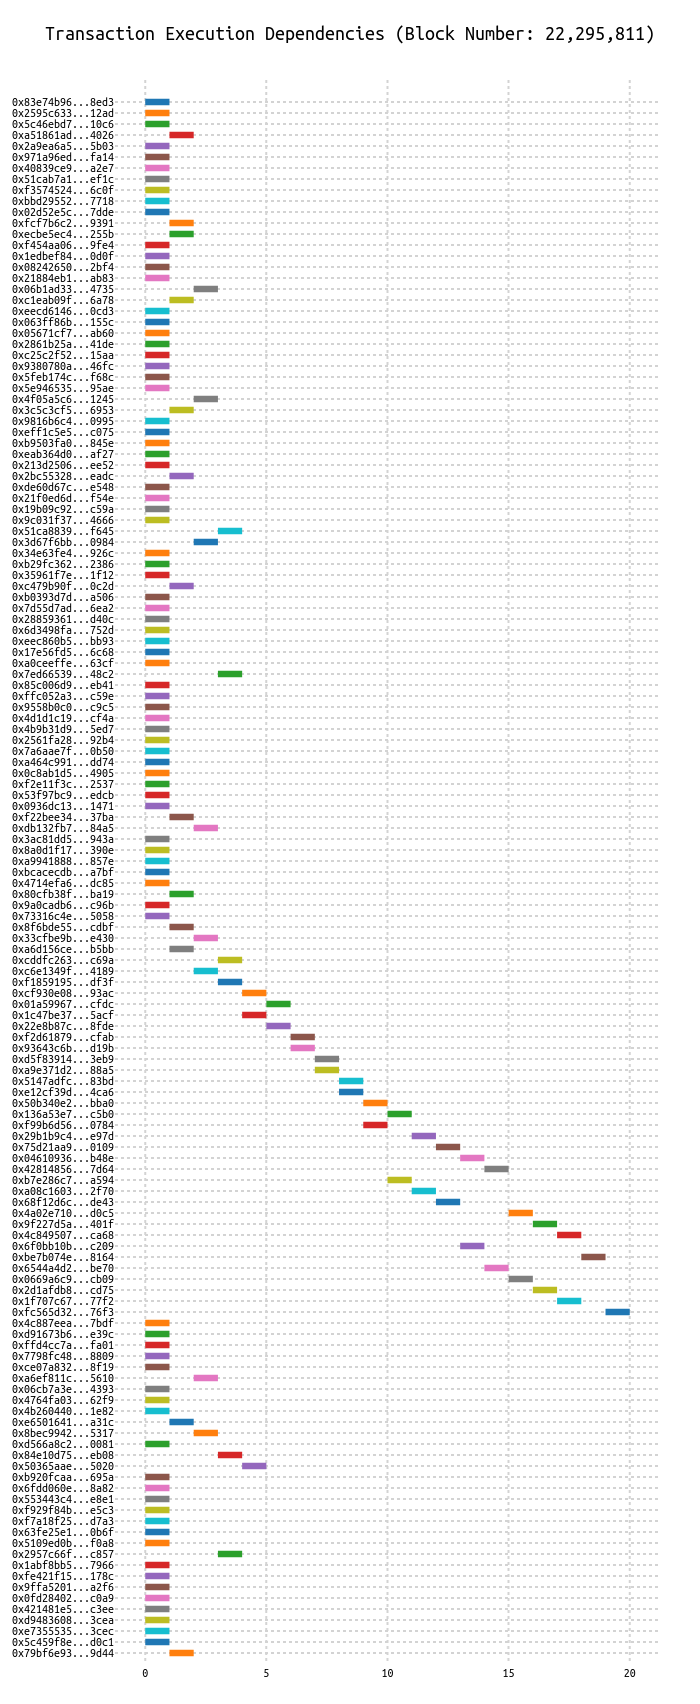 Transaction Execution Dependencies (Block Number: 22,295,811)
0x83e74b96...8ed3
0x2595c633...12ad
0x5c46ebd7...10c6
0xa51861ad...4026
0x2a9ea6a5...5b03
0x971a96ed...fa14
0x40839ce9...a2e7
0x51cab7a1...ef1c
0xf3574524...6c0f
0xbbd29552...7718
0x02d52e5c...7dde
0xfcf7b6c2...9391
0xecbe5ec4...255b
0xf454aa06...9fe4
0x1edbef84...0d0f
0x08242650...2bf4
0x21884eb1...ab83
0x06b1ad33...4735
0xc1eab09f...6a78
0xeecd6146...0cd3
0x063ff86b...155c
0x05671cf7...ab60
0x2861b25a...41de
0xc25c2f52...15aa
0x9380780a...46fc
0x5feb174c...f68c
0x5e946535...95ae
0x4f05a5c6...1245
0x3c5c3cf5...6953
0x9816b6c4...0995
0xeff1c5e5...c075
0xb9503fa0...845e
0xeab364d0...af27
0x213d2506...ee52
0x2bc55328...eadc
0xde60d67c...e548
0x21f0ed6d...f54e
0x19b09c92...c59a
0x9c031f37...4666
0x51ca8839...f645
0x3d67f6bb...0984
0x34e63fe4...926c
0xb29fc362...2386
0x35961f7e...1f12
0xc479b90f...0c2d
0xb0393d7d...a506
0x7d55d7ad...6ea2
0x28859361...d40c
0x6d3498fa...752d
0xeec860b5...bb93
0x17e56fd5...6c68
0xa0ceeffe...63cf
0x7ed66539...48c2
0x85c006d9...eb41
0xffc052a3...c59e
0x9558b0c0...c9c5
0x4d1d1c19...cf4a
0x4b9b31d9...5ed7
0x2561fa28...92b4
0x7a6aae7f...0b50
0xa464c991...dd74
0x0c8ab1d5...4905
0xf2e11f3c...2537
0x53f97bc9...edcb
0x0936dc13...1471
0xf22bee34...37ba
0xdb132fb7...84a5
0x3ac81dd5...943a
0x8a0d1f17...390e
0xa9941888...857e
0xbcacecdb...a7bf
0x4714efa6...dc85
0x80cfb38f...ba19
0x9a0cadb6...c96b
0x73316c4e...5058
0x8f6bde55...cdbf
0x33cfbe9b...e430
0xa6d156ce...b5bb
0xcddfc263...c69a
0xc6e1349f...4189
0xf1859195...df3f
0xcf930e08...93ac
0x01a59967...cfdc
0x1c47be37...5acf
0x22e8b87c...8fde
0xf2d61879...cfab
0x93643c6b...d19b
0xd5f83914...3eb9
0xa9e371d2...88a5
0x5147adfc...83bd
0xe12cf39d...4ca6
0x50b340e2...bba0
0x136a53e7...c5b0
0xf99b6d56...0784
0x29b1b9c4...e97d
0x75d21aa9...0109
0x04610936...b48e
0x42814856...7d64
0xb7e286c7...a594
0xa08c1603...2f70
0x68f12d6c...de43
0x4a02e710...d0c5
0x9f227d5a...401f
0x4c849507...ca68
0x6f0bb10b...c209
0xbe7b074e...8164
0x6544a4d2...be70
0x0669a6c9...cb09
0x2d1afdb8...cd75
0x1f707c67...77f2
0xfc565d32...76f3
0x4c887eea...7bdf
0xd91673b6...e39c
0xffd4cc7a...fa01
0x7798fc48...8809
0xce07a832...8f19
0xa6ef811c...5610
0x06cb7a3e...4393
0x4764fa03...62f9
0x4b260440...1e82
0xe6501641...a31c
0x8bec9942...5317
0xd566a8c2...0081
0x84e10d75...eb08
0x50365aae...5020
0xb920fcaa...695a
0x6fdd060e...8a82
0x553443c4...e8e1
0xf929f84b...e5c3
0xf7a18f25...d7a3
0x63fe25e1...0b6f
0x5109ed0b...f0a8
0x2957c66f...c857
0x1abf8bb5...7966
0xfe421f15...178c
0x9ffa5201...a2f6
0x0fd28402...c0a9
0x421481e5...c3ee
0xd9483608...3cea
0xe7355535...3cec
0x5c459f8e...d0c1
0x79bf6e93...9d44
0 5 10 15 20